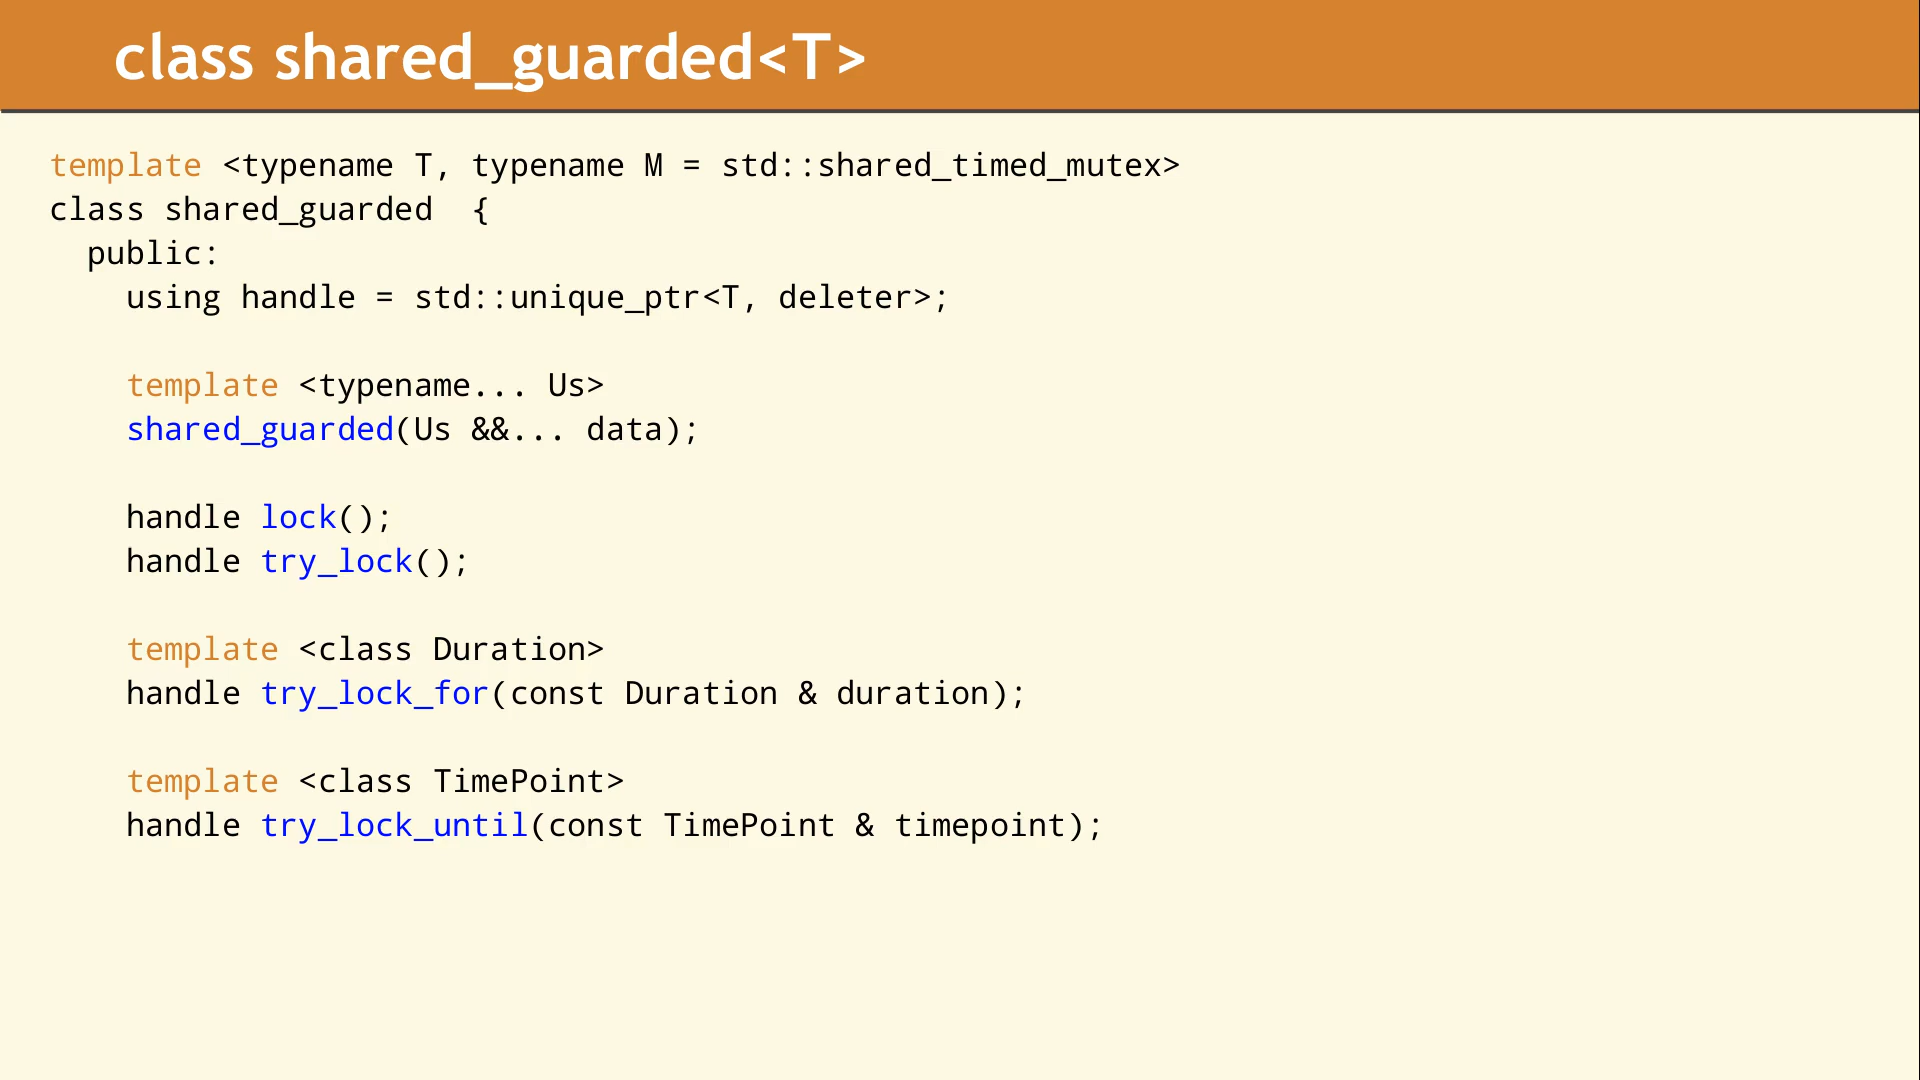 class shared_guarded<T>
template <typename T, typename M = std::shared_timed_mutex>
class shared_guarded  {
  public:
    using handle = std::unique_ptr<T, deleter>;

    template <typename... Us>
    shared_guarded(Us &&... data);

    handle lock();
    handle try_lock();

    template <class Duration>
    handle try_lock_for(const Duration & duration);

    template <class TimePoint>
    handle try_lock_until(const TimePoint & timepoint);